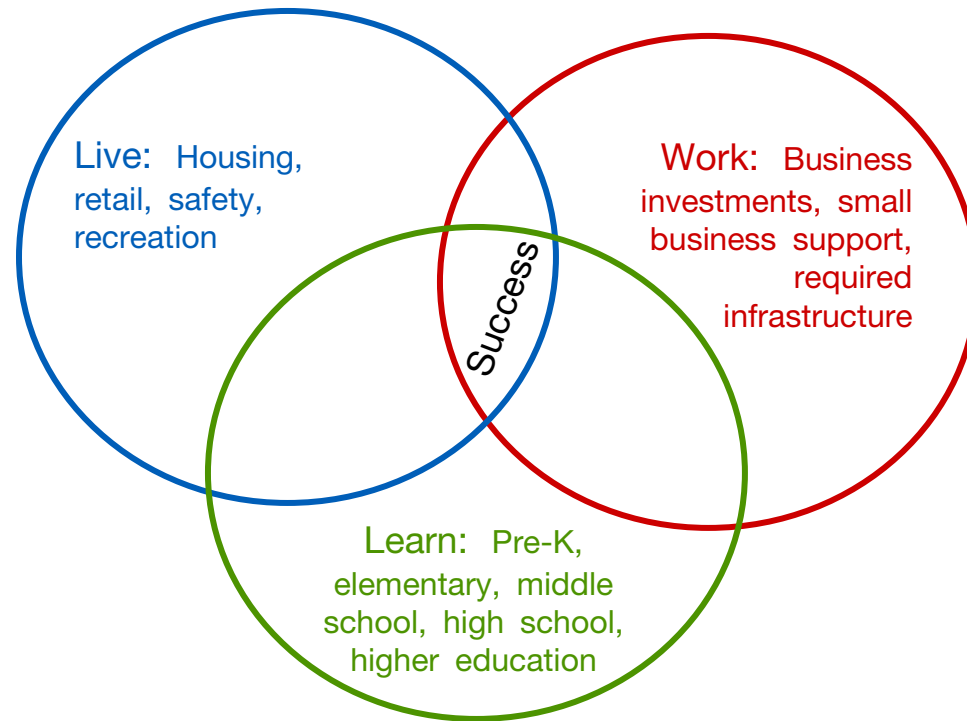 Live: Housing,
retail, safety,
recreation
Work: Business
investments, small
business support,
required
infrastructure
Success
Learn: Pre-K,
elementary, middle
school, high school,
higher education